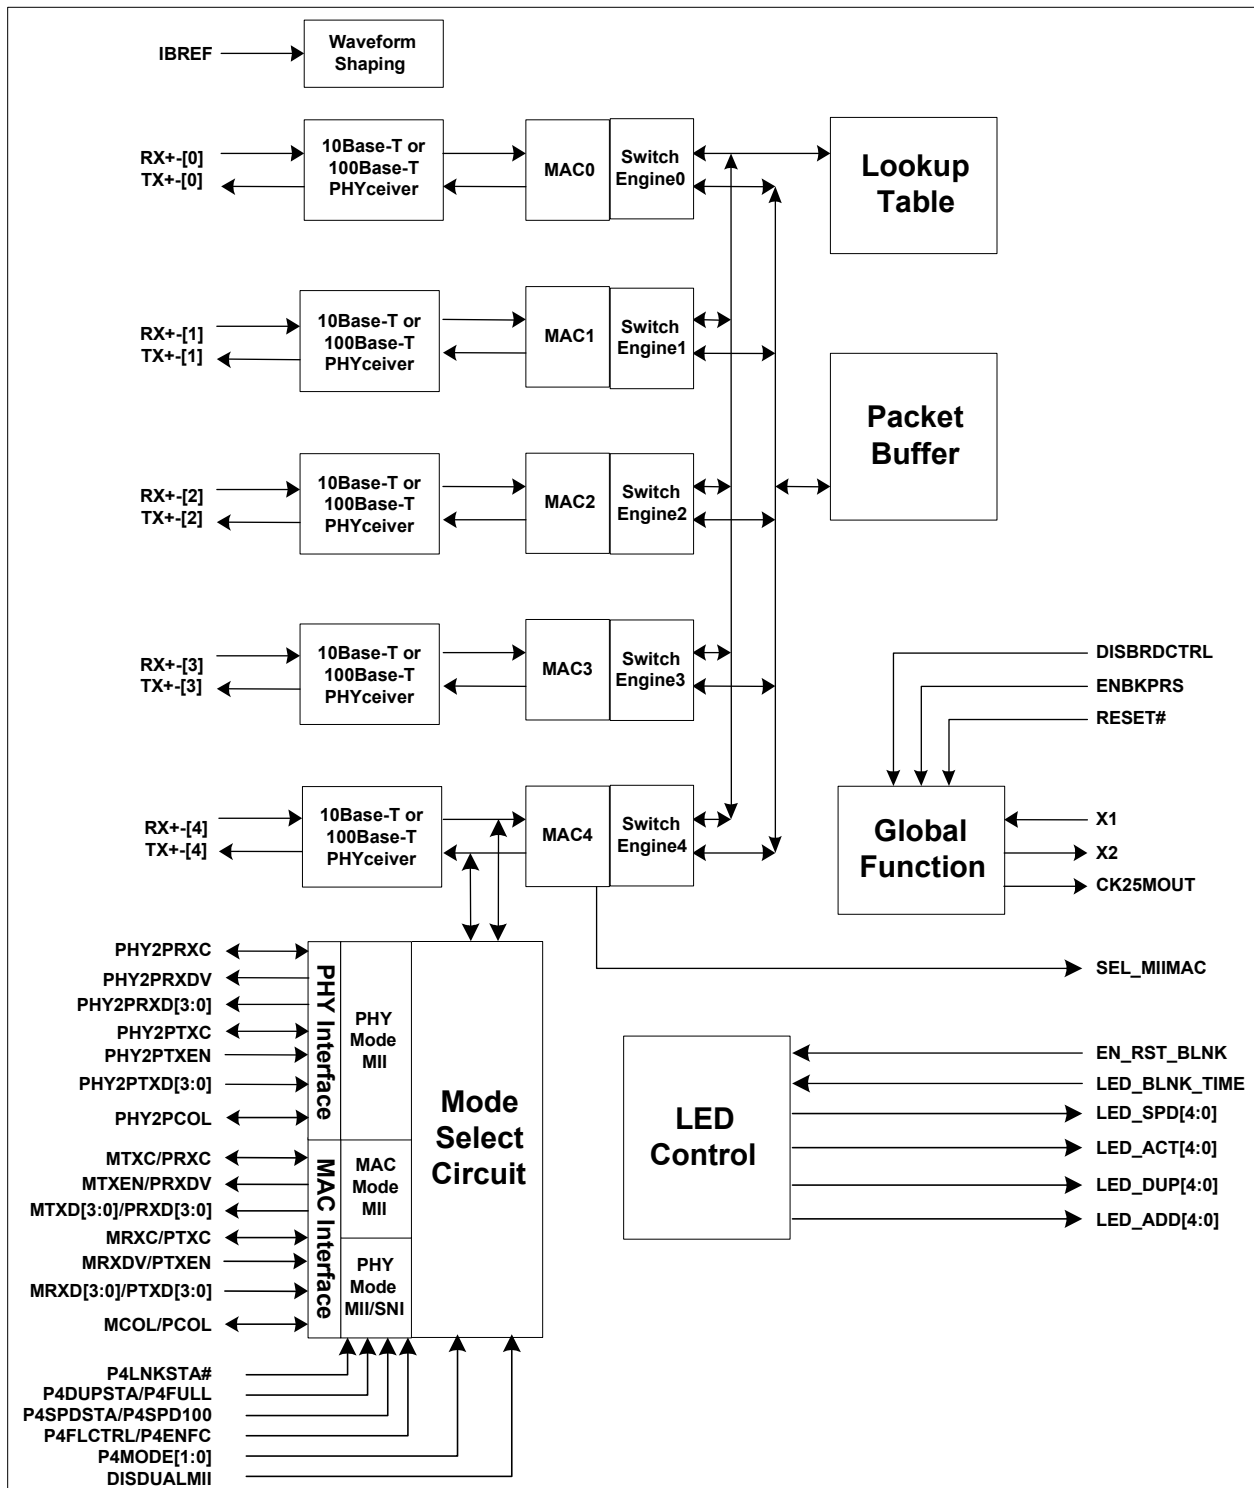 IBREF
Waveform
Shaping
RX+-[0]
TX+-[0]
10Base-T or
100Base-T
PHYceiver
MAC0
Switch
Engine0
Lookup
Table
RX+-[1]
TX+-[1]
10Base-T or
100Base-T
PHYceiver
MAC1
Switch
Engine1
Packet
Buffer
RX+-[2]
TX+-[2]
10Base-T or
100Base-T
PHYceiver
MAC2
Switch
Engine2
RX+-[3]
TX+-[3]
10Base-T or
100Base-T
PHYceiver
MAC3
Switch
Engine3
DISBRDCTRL
ENBKPRS
RESET#
RX+-[4]
TX+-[4]
10Base-T or
100Base-T
PHYceiver
MAC4
Switch
Engine4
Global
Function
X1
X2
CK25MOUT
SEL_MIIMAC
PHY2PRXC
PHY2PRXDV
PHY2PRXD[3:0]
PHY2PTXC
PHY2PTXEN
PHY2PTXD[3:0]
PHY2PCOL
PHY Interface
PHY
Mode
MII
MTXC/PRXC
MTXEN/PRXDV
MTXD[3:0]/PRXD[3:0]
MRXC/PTXC
MRXDV/PTXEN
MRXD[3:0]/PTXD[3:0]
MCOL/PCOL
MAC Interface
MAC
Mode
MII
PHY
Mode
MII/SNI
Mode
Select
Circuit
LED
Control
EN_RST_BLNK
LED_BLNK_TIME
LED_SPD[4:0]
LED_ACT[4:0]
LED_DUP[4:0]
LED_ADD[4:0]
P4LNKSTA#
P4DUPSTA/P4FULL
P4SPDSTA/P4SPD100
P4FLCTRL/P4ENFC
P4MODE[1:0]
DISDUALMII